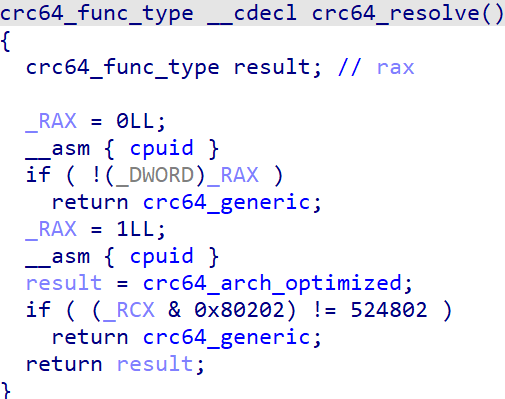 crc64_func_type __cdecl crc64_resolve()
{
  crc64_func_type result; // rax

  _RAX = 0LL;
  __asm { cpuid }
  if ( !(_DWORD)_RAX )
    return crc64_generic;
  _RAX = 1LL;
  __asm { cpuid }
  result = crc64_arch_optimized;
  if ( (_RCX & 0x80202) != 524802 )
    return crc64_generic;
  return result;
}